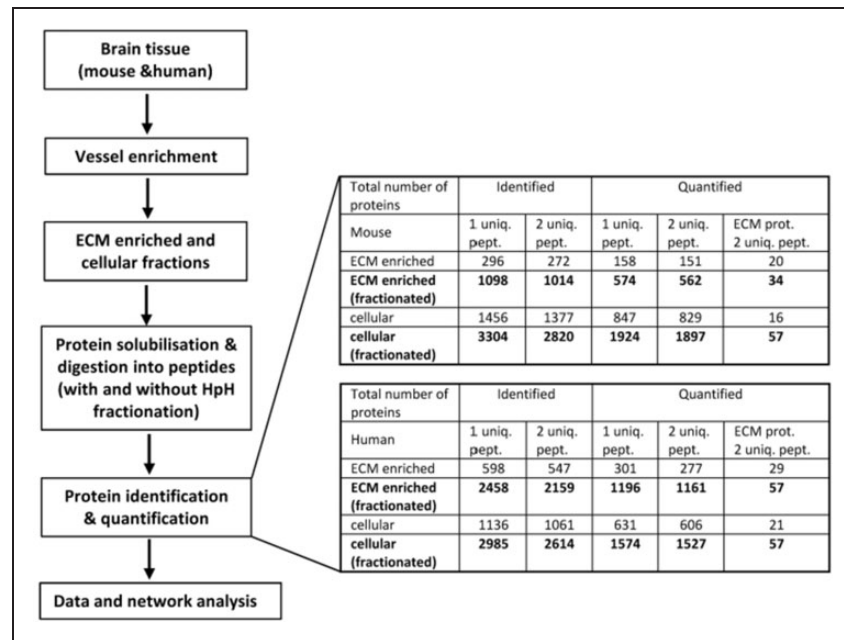 Brain tissue
(mouse &human)
Vessel enrichment
ECM enriched and
cellular fractions
Protein solubilisation &
digestion into peptides
(with and without HpH
fractionation)
Protein identification
& quantification
Data and network analysis
Total number of proteins Identified Quantified
Mouse 1 uniq. pept. 2 uniq. pept. 1 uniq. pept. 2 uniq. pept. ECM prot. 2 uniq. pept.
ECM enriched 296 272 158 151 20
ECM enriched (fractionated) 1098 1014 574 562 34
cellular 1456 1377 847 829 16
cellular (fractionated) 3304 2820 1924 1897 57
Total number of proteins Identified Quantified
Human 1 uniq. pept. 2 uniq. pept. 1 uniq. pept. 2 uniq. pept. ECM prot. 2 uniq. pept.
ECM enriched 598 547 301 277 29
ECM enriched (fractionated) 2458 2159 1196 1161 57
cellular 1136 1061 631 606 21
cellular (fractionated) 2985 2614 1574 1527 57